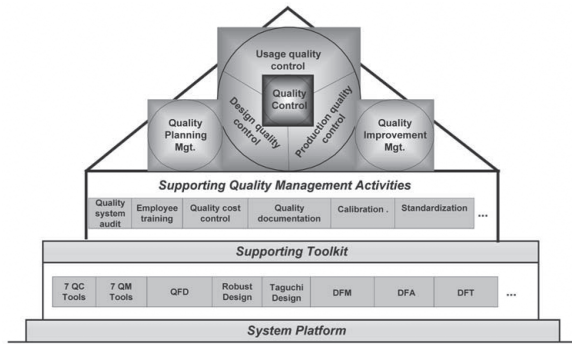 Usage quality
control
Quality
Control
Design quality
control
Production quality
control
Quality
Planning
Mgt.
Quality
Improvement
Mgt.
Supporting Quality Management Activities
Quality
system
audit
Employee
training
Quality cost
control
Quality
documentation
Calibration .
Standardization
...
Supporting Toolkit
7 QC
Tools
7 QM
Tools
QFD
Robust
Design
Taguchi
Design
DFM
DFA
DFT
...
System Platform